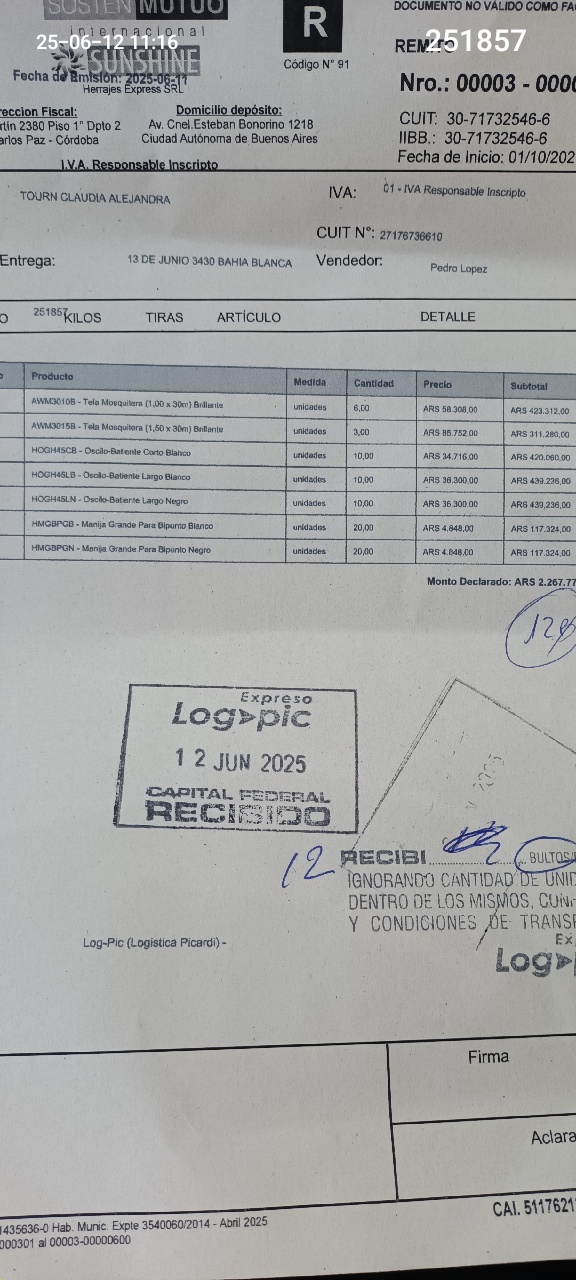 SOSTEN MUTUO
internacional
SUNSHINE
25-06-12 11:16
Fecha de Emisión: 2025-06-11
Herrajes Express SRL
R
Código N° 91
DOCUMENTO NO VÁLIDO COMO FA
REMITO
251857
Nro.: 00003 - 0000
CUIT: 30-71732546-6
IIBB.: 30-71732546-6
Fecha de Inicio: 01/10/202
reccion Fiscal:
rtin 2380 Piso 1° Dpto 2
arlos Paz - Córdoba
Domicilio depósito:
Av. Cnel.Esteban Bonorino 1218
Ciudad Autónoma de Buenos Aires
I.V.A. Responsable Inscripto
TOURN CLAUDIA ALEJANDRA
IVA: 01 - IVA Responsable Inscripto
CUIT N°: 27176736610
Entrega: 13 DE JUNIO 3430 BAHIA BLANCA
Vendedor: Pedro Lopez
O 251857 KILOS TIRAS ARTÍCULO DETALLE
o Producto Medida Cantidad Precio Subtotal
AWM3010B - Tela Mosquitera (1,00 x 30m) Brillente unidades 6,00 ARS 58.308,00 ARS 423.312,00
AWM3015B - Tela Mosquitera (1,50 x 30m) Brillente unidades 3,00 ARS 85.752,00 ARS 311.280,00
HOGH45CB - Oscilo-Batiente Corto Blanco unidades 10,00 ARS 34.716,00 ARS 420.060,00
HOGH45LB - Oscilo-Batiente Largo Blanco unidades 10,00 ARS 36.300,00 ARS 439.236,00
HOGH45LN - Oscilo-Batiente Largo Negro unidades 10,00 ARS 36.300,00 ARS 439.236,00
HMGBPGB - Manija Grande Para Bipunto Blanco unidades 20,00 ARS 4.848,00 ARS 117.324,00
HMGBPGN - Manija Grande Para Bipunto Negro unidades 20,00 ARS 4.848,00 ARS 117.324,00
Monto Declarado: ARS 2.267.77
Expreso
Log>pic
12 JUN 2025
CAPITAL FEDERAL
RECIBIDO
12 RECIBI BULTOS
IGNORANDO CANTIDAD DE UNID
DENTRO DE LOS MISMOS, CON
Y CONDICIONES DE TRANSP
Ex
Log>
Log-Pic (Logistica Picardi) -
Firma
Aclara
1435636-0 Hab. Munic. Expte 3540060/2014 - Abril 2025
000301 al 00003-00000600
CAI. 5117621